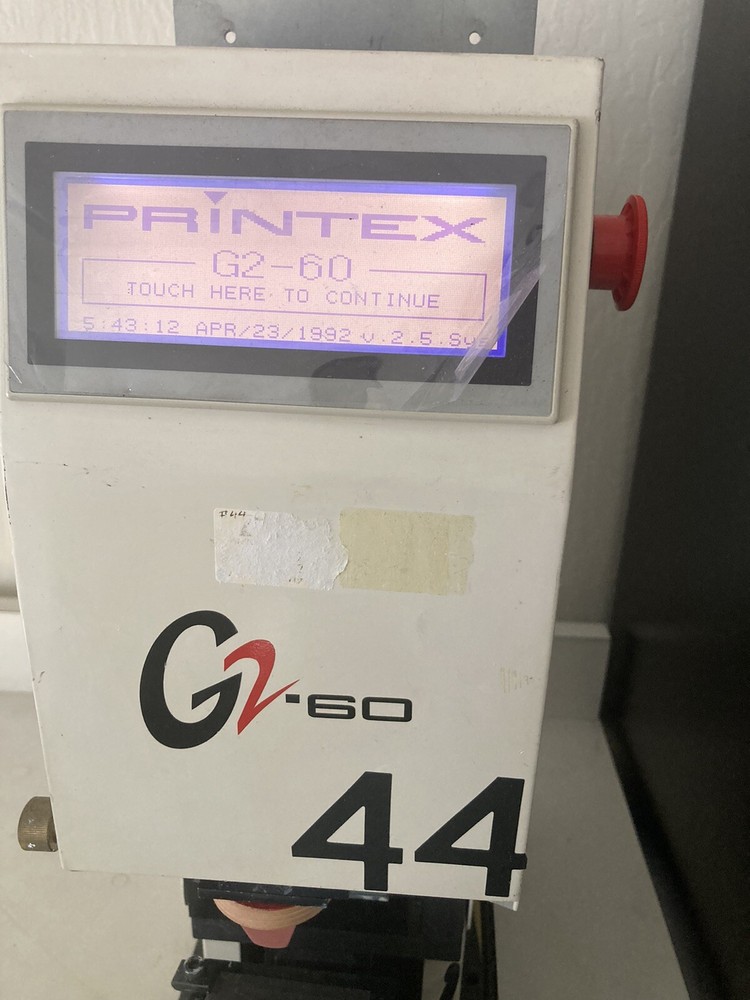 PRINTEX
G2-60
TOUCH HERE TO CONTINUE
5:43:12 APR/23/1992 v.2.5.Sys
#44
G2-60
44